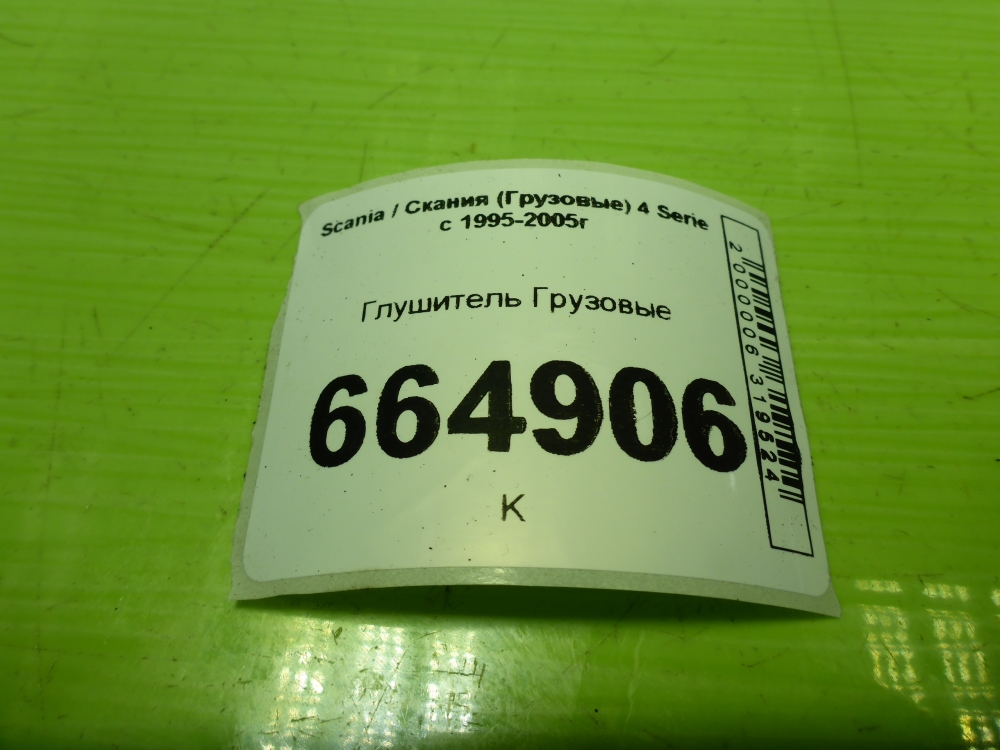 Scania / Скания (Грузовые) 4 Serie
с 1995-2005г
Глушитель Грузовые
664906
К
2000006319624